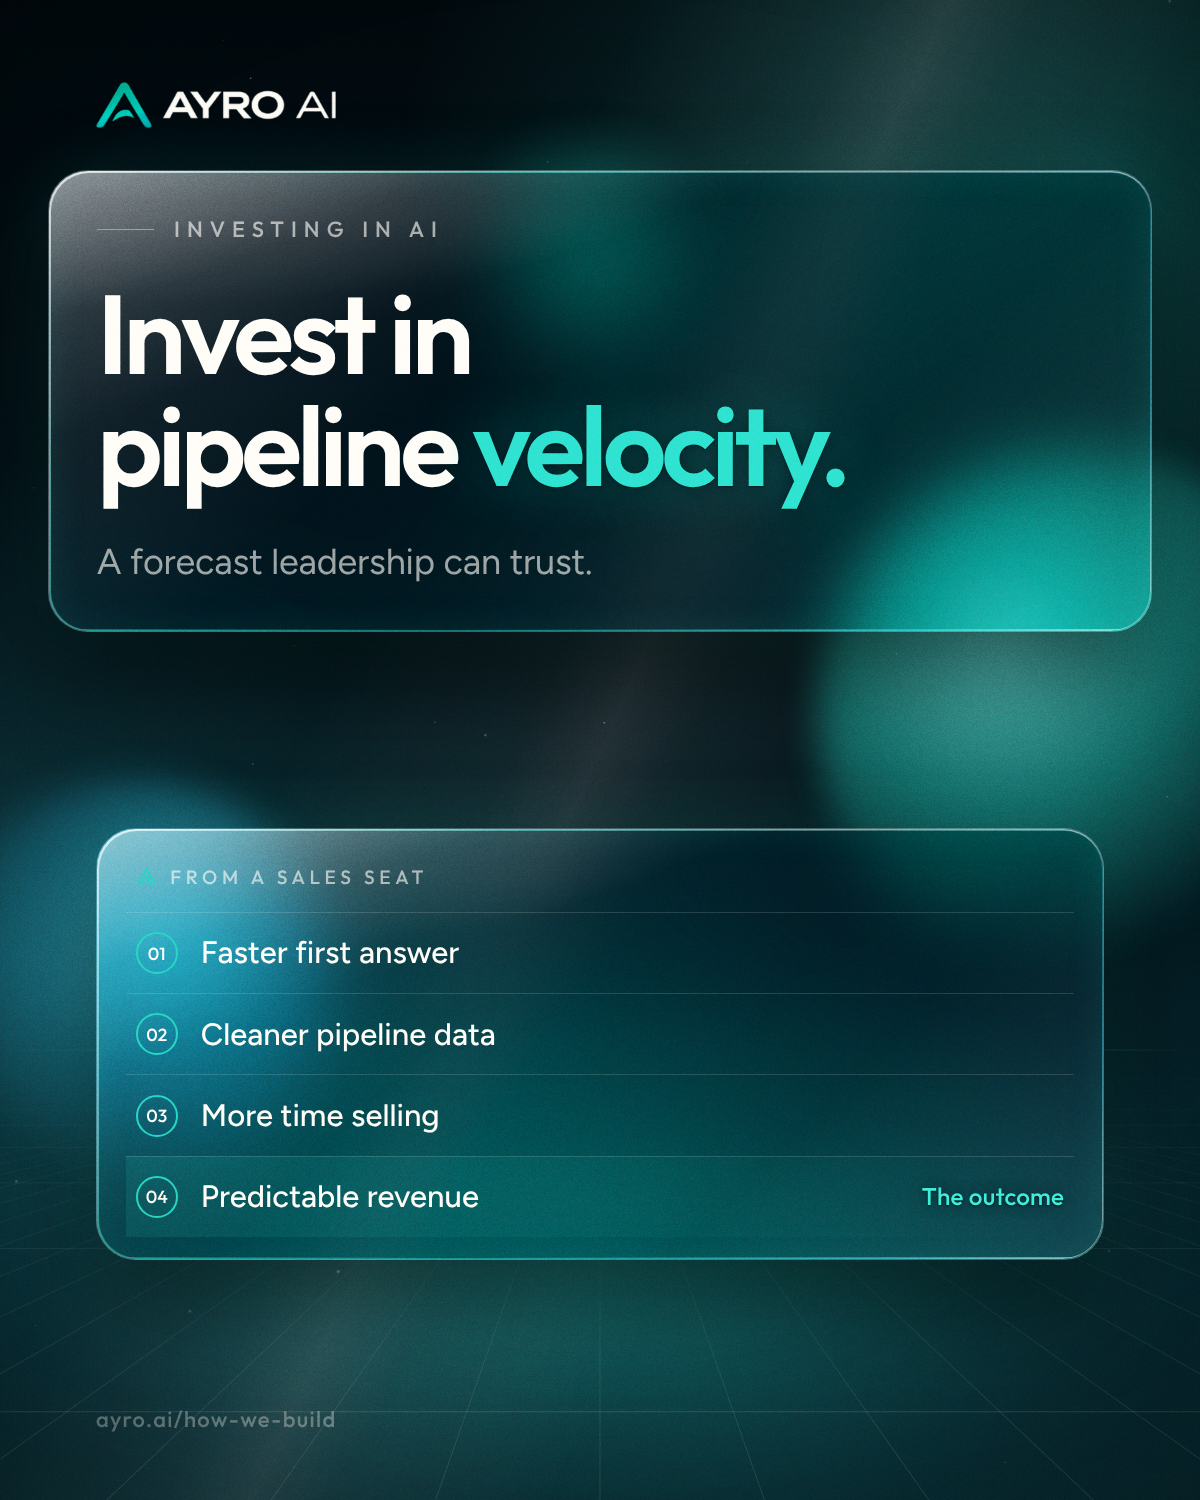 AYRO AI
INVESTING IN AI
Invest in
pipeline velocity.
A forecast leadership can trust.
FROM A SALES SEAT
01 Faster first answer
02 Cleaner pipeline data
03 More time selling
04 Predictable revenue The outcome
ayro.ai/how-we-build